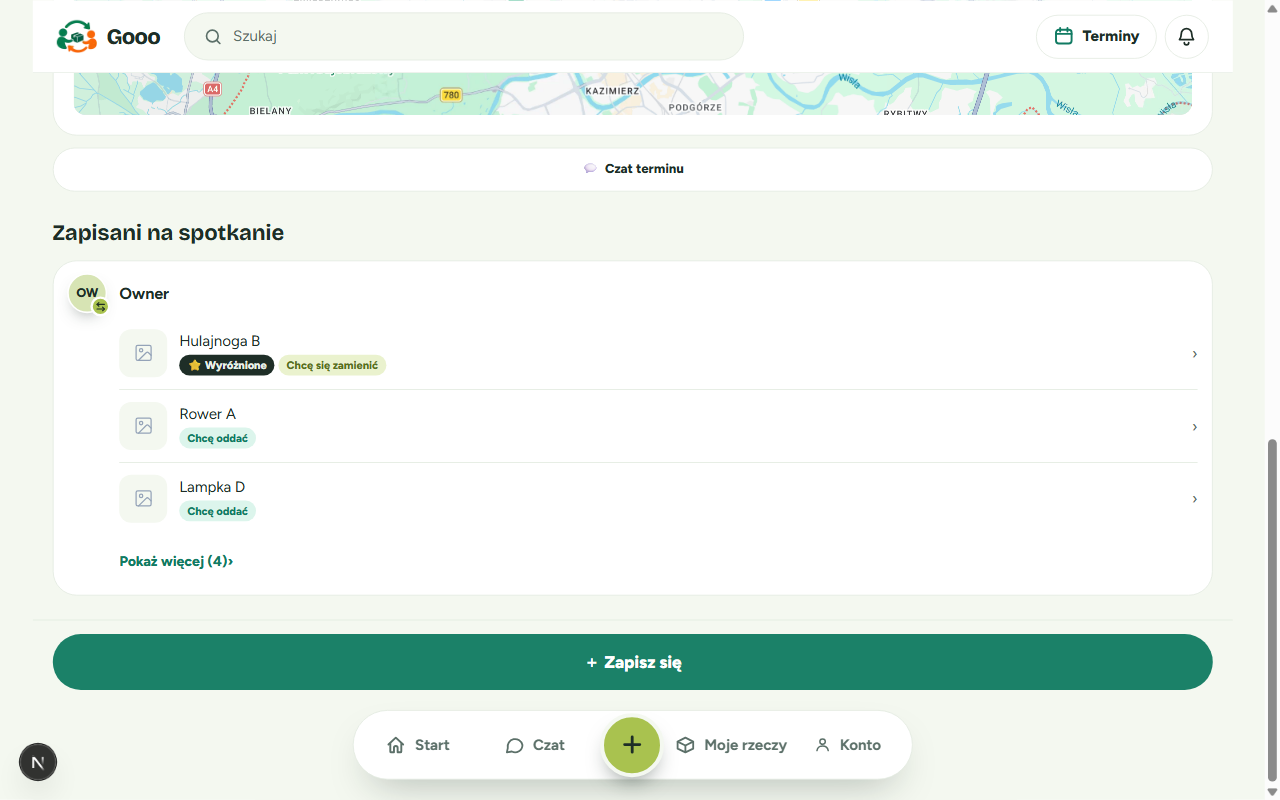 Gooo
Szukaj
Terminy
A4
780
KAZIMIERZ
Wisła
BIELANY
PODGÓRZE
RYBITWY
Wisła
Wisła
Czat terminu
Zapisani na spotkanie
OW
Owner
Hulajnoga B
Wyróżnione
Chcę się zamienić
›
Rower A
Chcę oddać
›
Lampka D
Chcę oddać
›
Pokaż więcej (4)›
+ Zapisz się
Start
Czat
+
Moje rzeczy
Konto
N